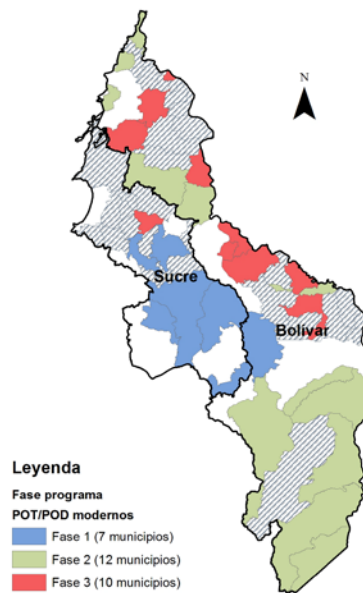 N
Sucre
Bolívar
Leyenda
Fase programa
POT/POD modernos
Fase 1 (7 municipios)
Fase 2 (12 municipios)
Fase 3 (10 municipios)